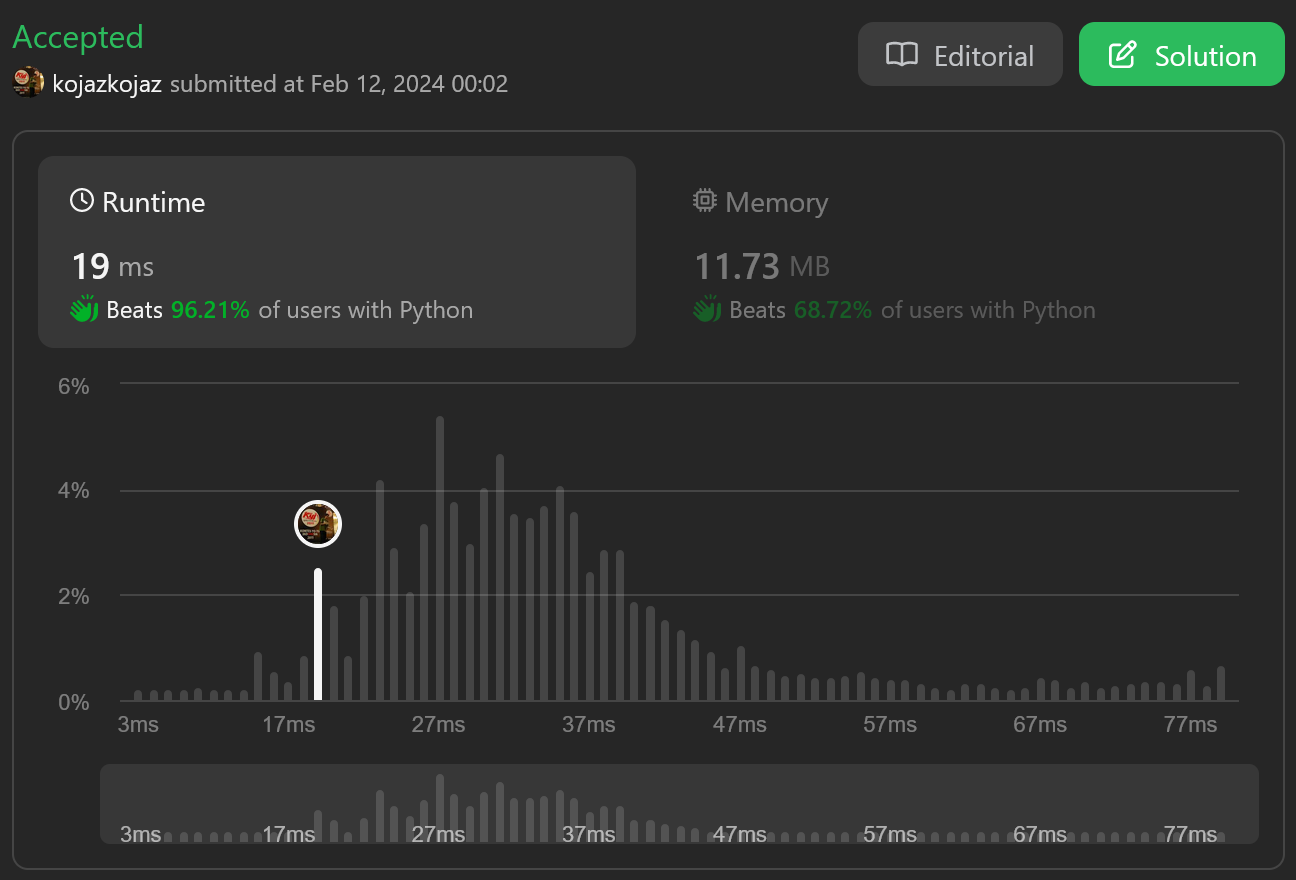 Accepted
Editorial
Solution
kojazkojaz submitted at Feb 12, 2024 00:02
Runtime
Memory
19 ms
11.73 MB
Beats 96.21% of users with Python
Beats 68.72% of users with Python
6%
4%
2%
0%
3ms 17ms 27ms 37ms 47ms 57ms 67ms 77ms
3ms 17ms 27ms 37ms 47ms 57ms 67ms 77ms